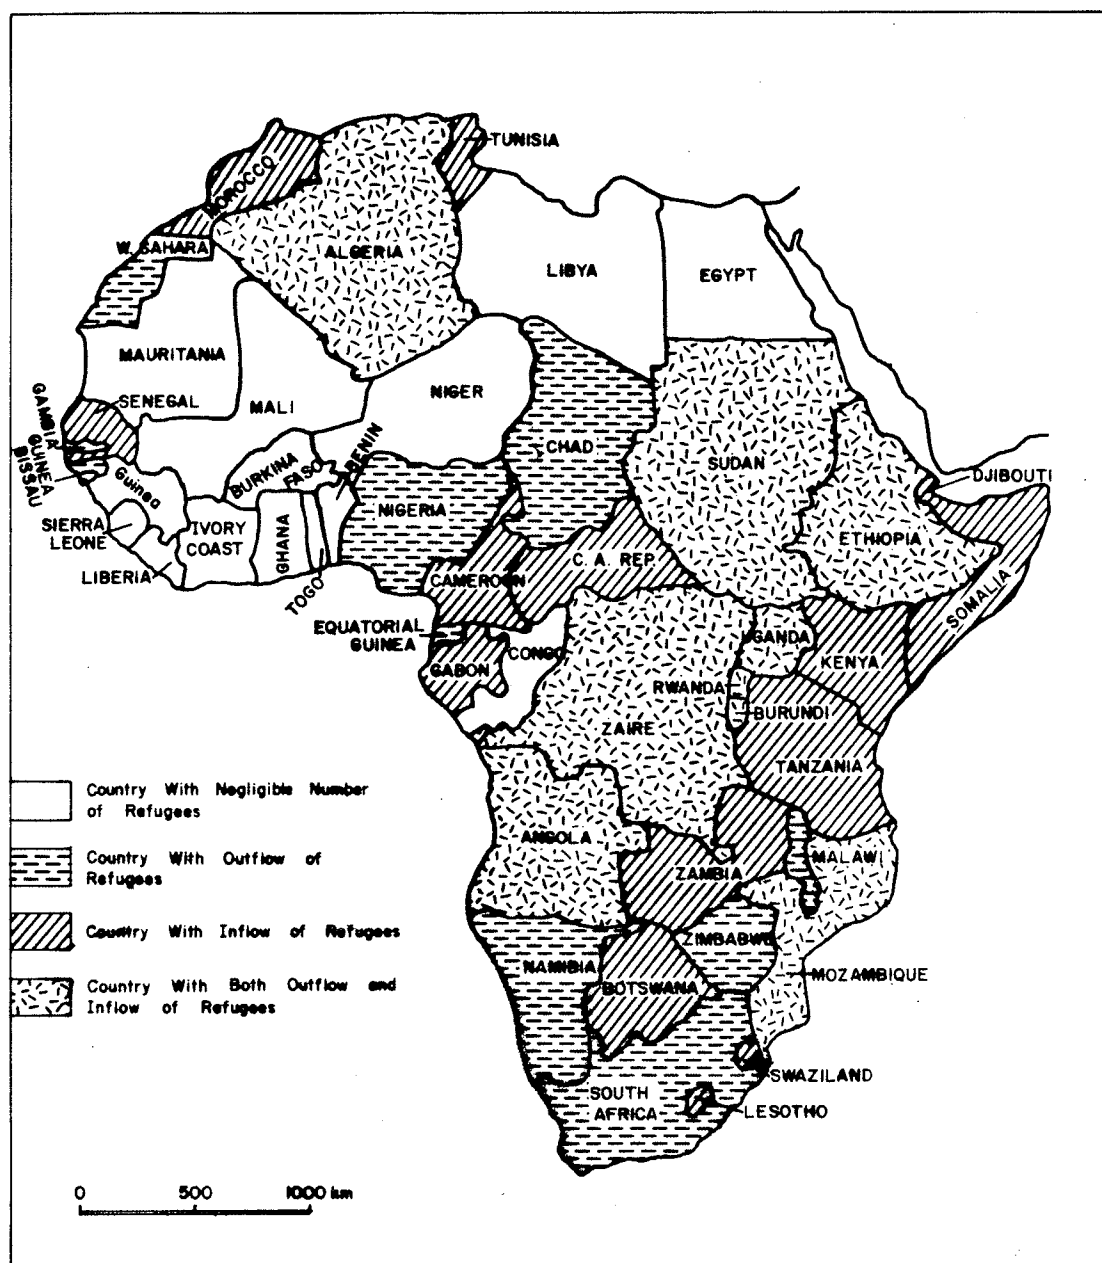 TUNISIA
MOROCCO
W. SAHARA
ALGERIA
LIBYA
EGYPT
MAURITANIA
SENEGAL
MALI
NIGER
GAMBIA
GUINEA
BISSAU
CHAD
SUDAN
BENIN
BURKINA
FASO
DJIBOUTI
Guinea
NIGERIA
SIERRA
LEONE
IVORY
COAST
GHANA
ETHIOPIA
LIBERIA
TOGO
CAMEROON
C. A. REP.
SOMALIA
EQUATORIAL
GUINEA
CONGO
UGANDA
KENYA
GABON
RWANDA
BURUNDI
ZAIRE
TANZANIA
Country With Negligible Number
of Refugees
ANGOLA
Country With Outflow of
Refugees
MALAWI
ZAMBIA
Country With Inflow of Refugees
ZIMBABWE
NAMIBIA
MOZAMBIQUE
BOTSWANA
Country With Both Outflow and
Inflow of Refugees
SWAZILAND
SOUTH
AFRICA
LESOTHO
0 500 1000 km